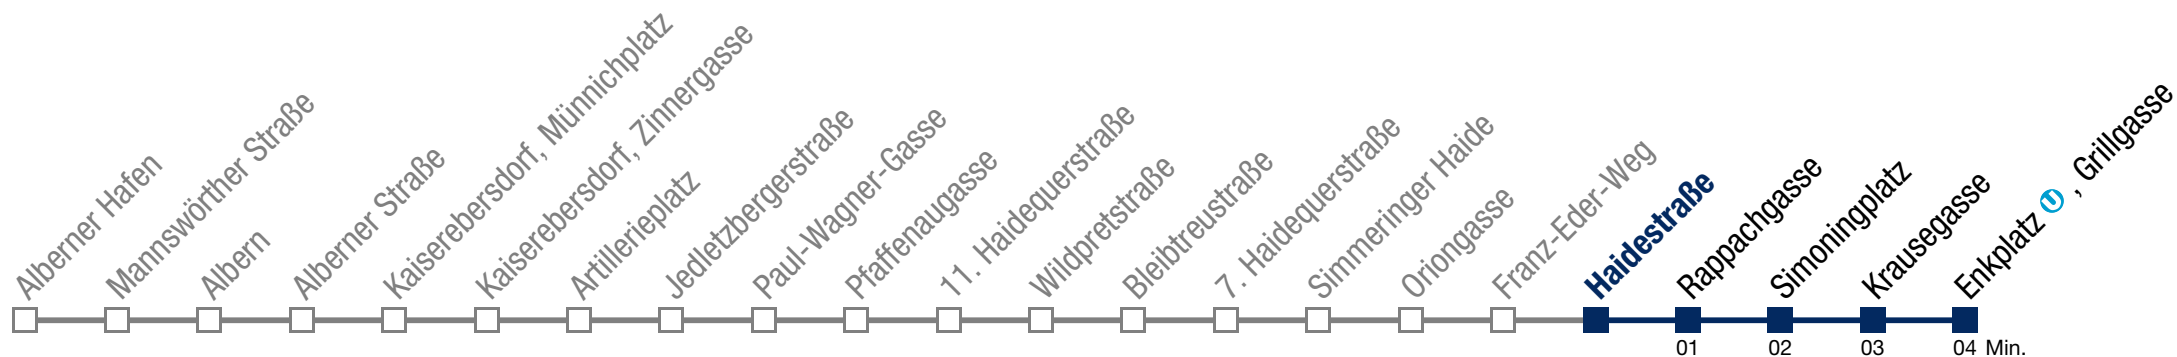 Alberner Hafen
Mannswörther Straße
Albern
Alberner Straße
Kaiserebersdorf, Münnichplatz
Kaiserebersdorf, Zinnergasse
Artillerieplatz
Jedletzbergerstraße
Paul-Wagner-Gasse
Pfaffenaugasse
11. Haidequerstraße
Wildpretstraße
Bleibtreustraße
7. Haidequerstraße
Simmeringer Haide
Oriongasse
Franz-Eder-Weg
Haidestraße
Rappachgasse
Simoningplatz
Krausegasse
Enkplatz U , Grillgasse
01 02 03 04 Min.